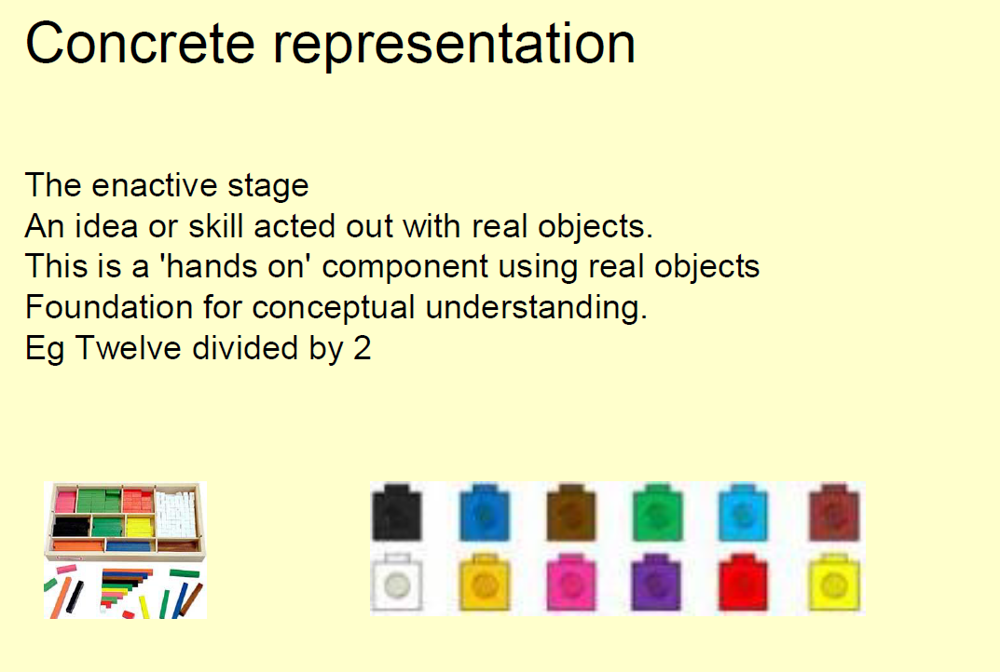 Concrete representation
The enactive stage
An idea or skill acted out with real objects.
This is a 'hands on' component using real objects
Foundation for conceptual understanding.
Eg Twelve divided by 2